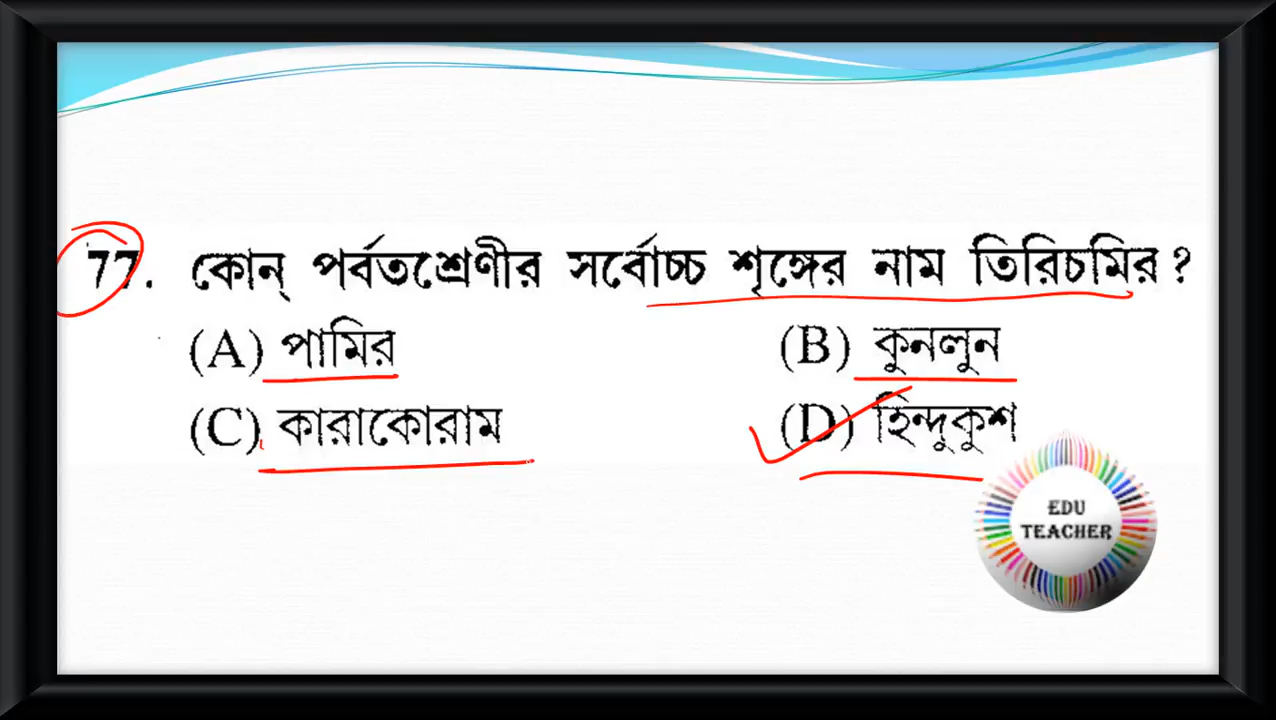 77. কোন্ পর্বতশ্রেণীর সর্বোচ্চ শৃঙ্গের নাম তিরিচমির ?
(A) পামির (B) কুনলুন
(C) কারাকোরাম (D) হিন্দুকুশ
EDU
TEACHER